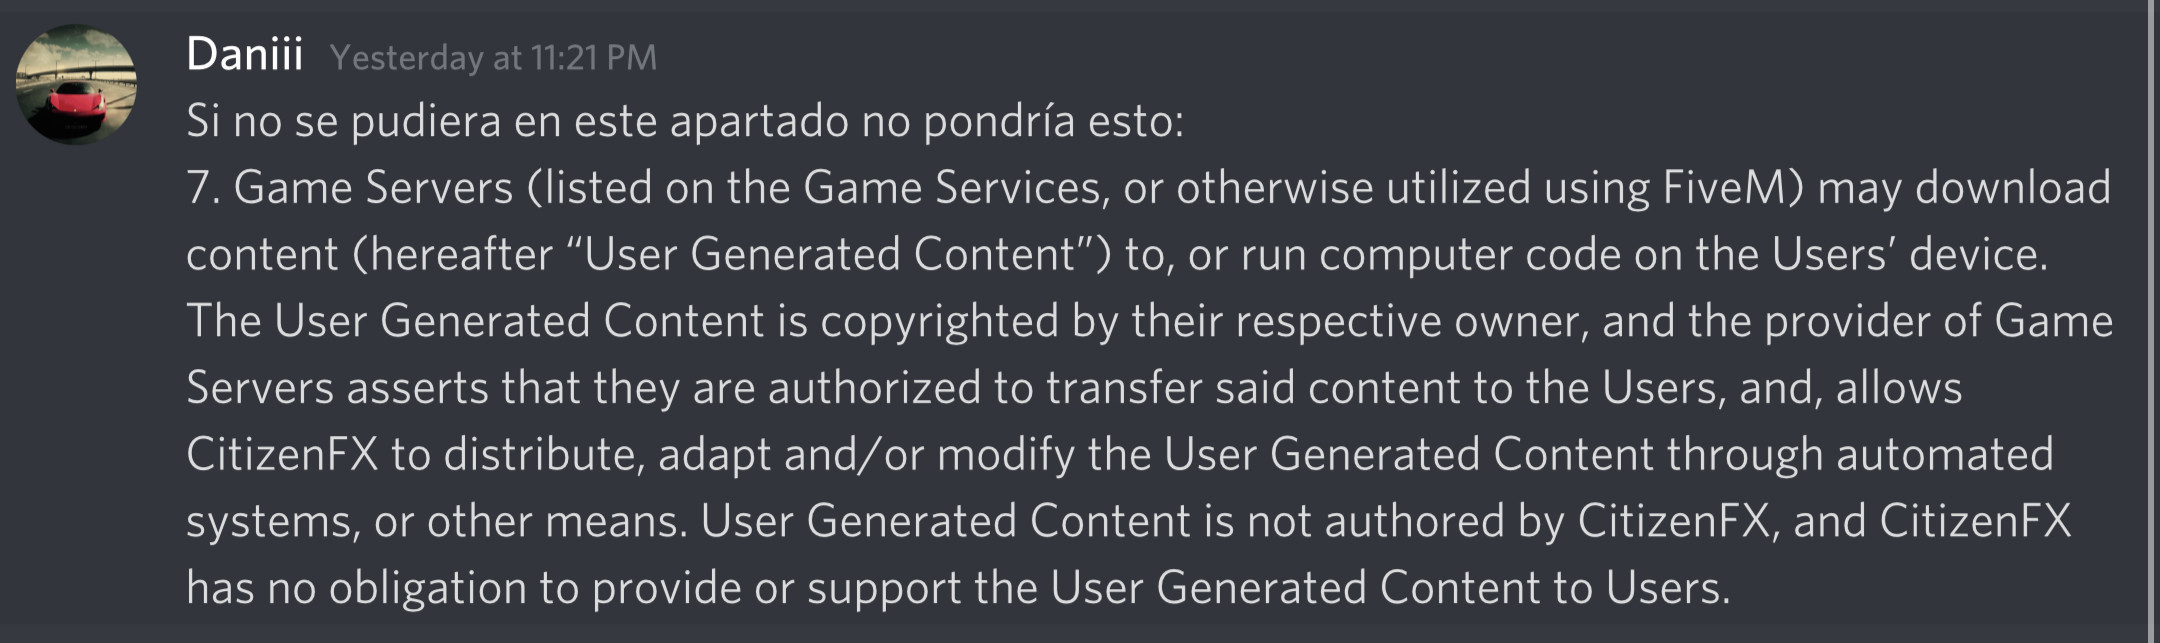 Daniii Yesterday at 11:21 PM
Si no se pudiera en este apartado no pondría esto:
7. Game Servers (listed on the Game Services, or otherwise utilized using FiveM) may download
content (hereafter “User Generated Content”) to, or run computer code on the Users’ device.
The User Generated Content is copyrighted by their respective owner, and the provider of Game
Servers asserts that they are authorized to transfer said content to the Users, and, allows
CitizenFX to distribute, adapt and/or modify the User Generated Content through automated
systems, or other means. User Generated Content is not authored by CitizenFX, and CitizenFX
has no obligation to provide or support the User Generated Content to Users.